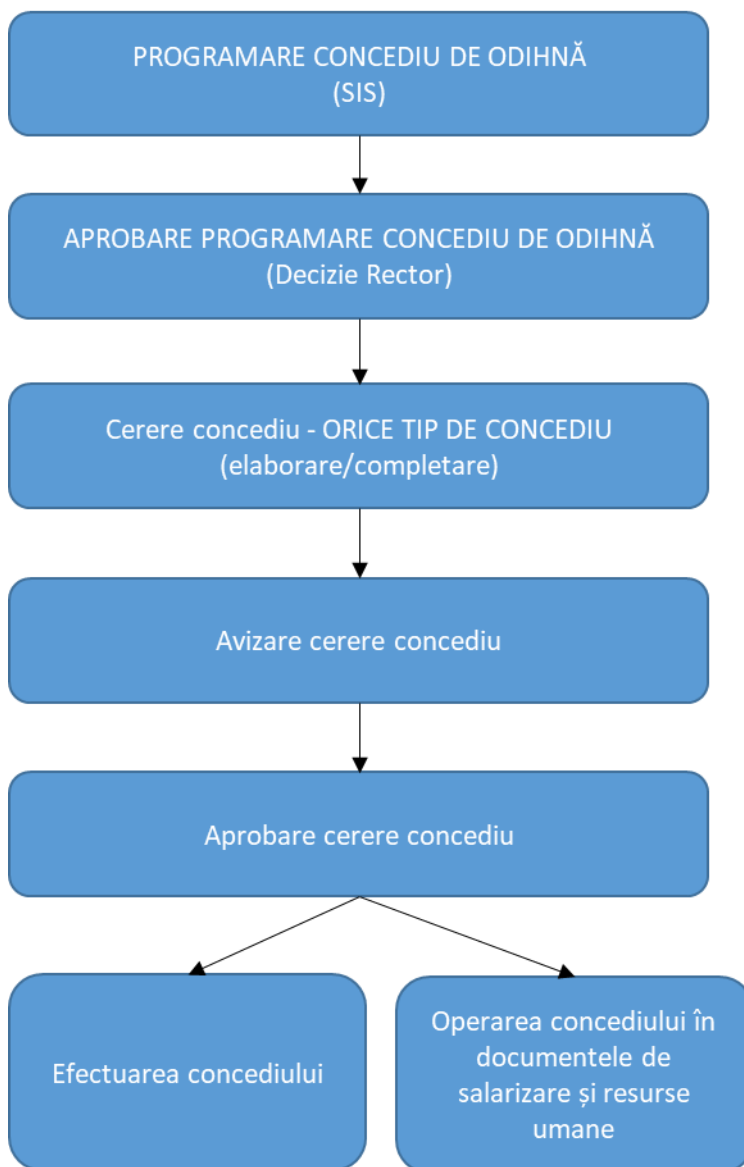 PROGRAMARE CONCEDIU DE ODIHNĂ
(SIS)
APROBARE PROGRAMARE CONCEDIU DE ODIHNĂ
(Decizie Rector)
Cerere concediu - ORICE TIP DE CONCEDIU
(elaborare/completare)
Avizare cerere concediu
Aprobare cerere concediu
Efectuarea concediului
Operarea concediului în
documentele de
salarizare și resurse
umane